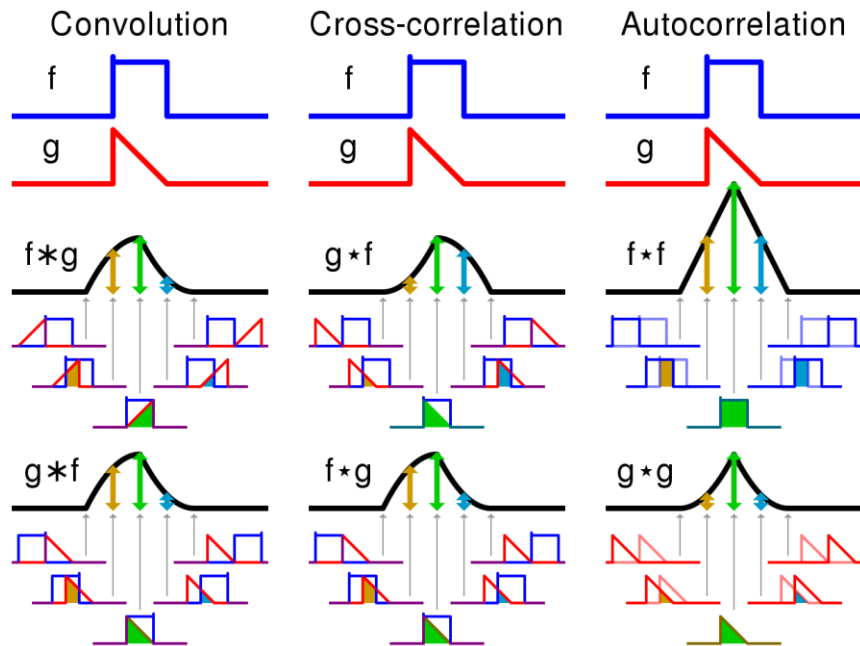 Convolution Cross-correlation Autocorrelation
f f f
g g g
f∗g g⋆f f⋆f
g∗f f⋆g g⋆g